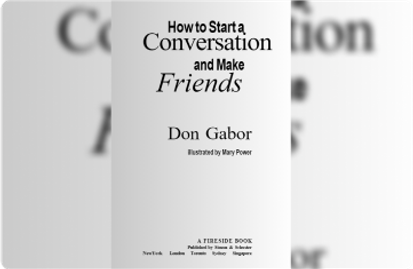 How to Start a
Conversation
and Make
Friends
Don Gabor
Illustrated by Mary Power
A FIRESIDE BOOK
Published by Simon & Schuster
New York London Toronto Sydney Singapore